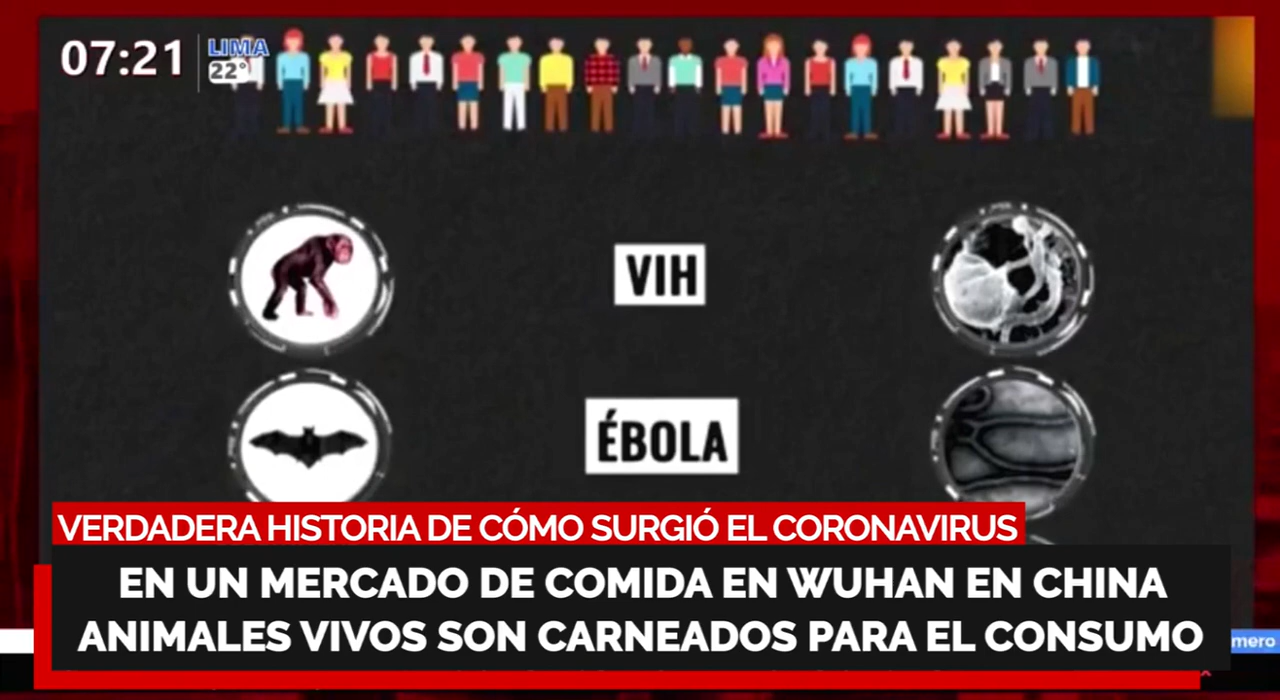 07:21
LIMA
22°
VIH
ÉBOLA
VERDADERA HISTORIA DE CÓMO SURGIÓ EL CORONAVIRUS
EN UN MERCADO DE COMIDA EN WUHAN EN CHINA
ANIMALES VIVOS SON CARNEADOS PARA EL CONSUMO
mero